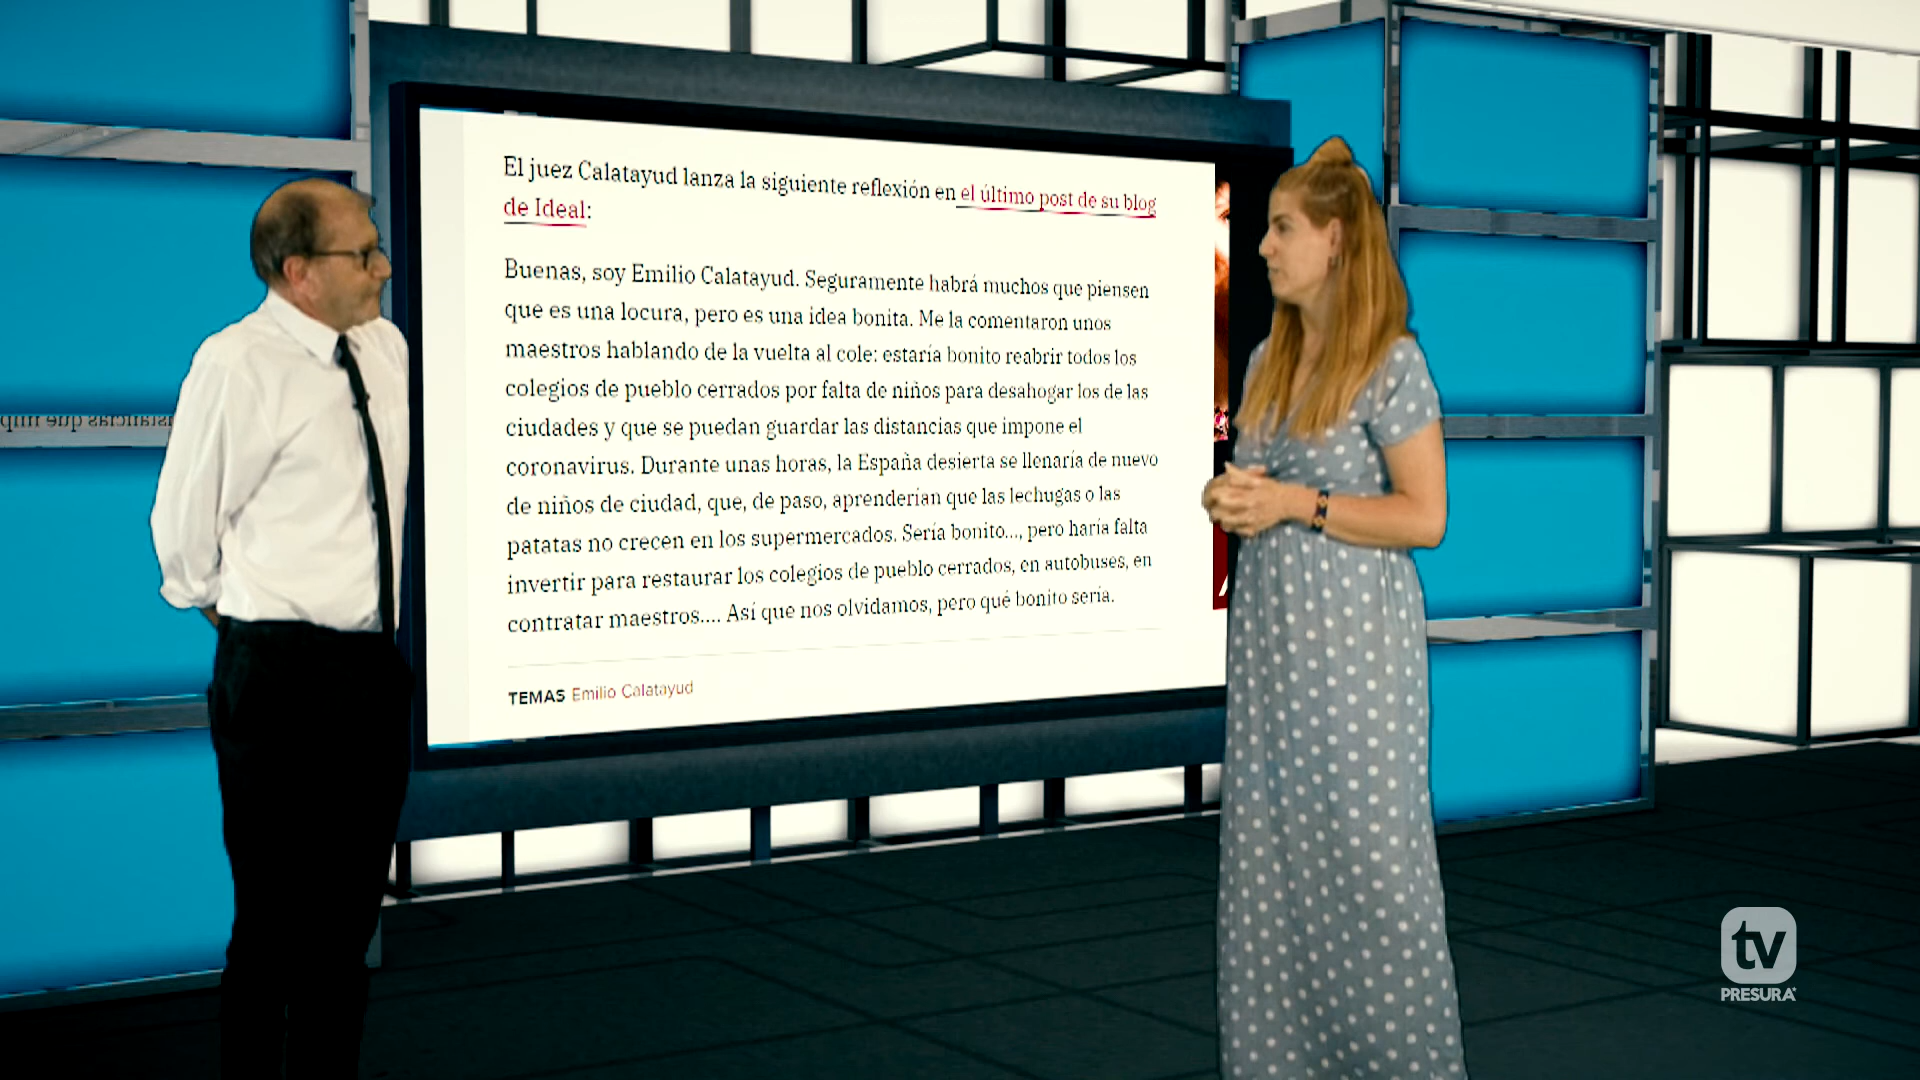 El juez Calatayud lanza la siguiente reflexión en el último post de su blog
de Ideal:
Buenas, soy Emilio Calatayud. Seguramente habrá muchos que piensen
que es una locura, pero es una idea bonita. Me la comentaron unos
maestros hablando de la vuelta al cole: estaría bonito reabrir todos los
colegios de pueblo cerrados por falta de niños para desahogar los de las
ciudades y que se puedan guardar las distancias que impone el
coronavirus. Durante unas horas, la España desierta se llenaría de nuevo
de niños de ciudad, que, de paso, aprenderían que las lechugas o las
patatas no crecen en los supermercados. Sería bonito..., pero haría falta
invertir para restaurar los colegios de pueblo cerrados, en autobuses, en
contratar maestros.... Así que nos olvidamos, pero qué bonito sería.
TEMAS Emilio Calatayud
tv
PRESURA